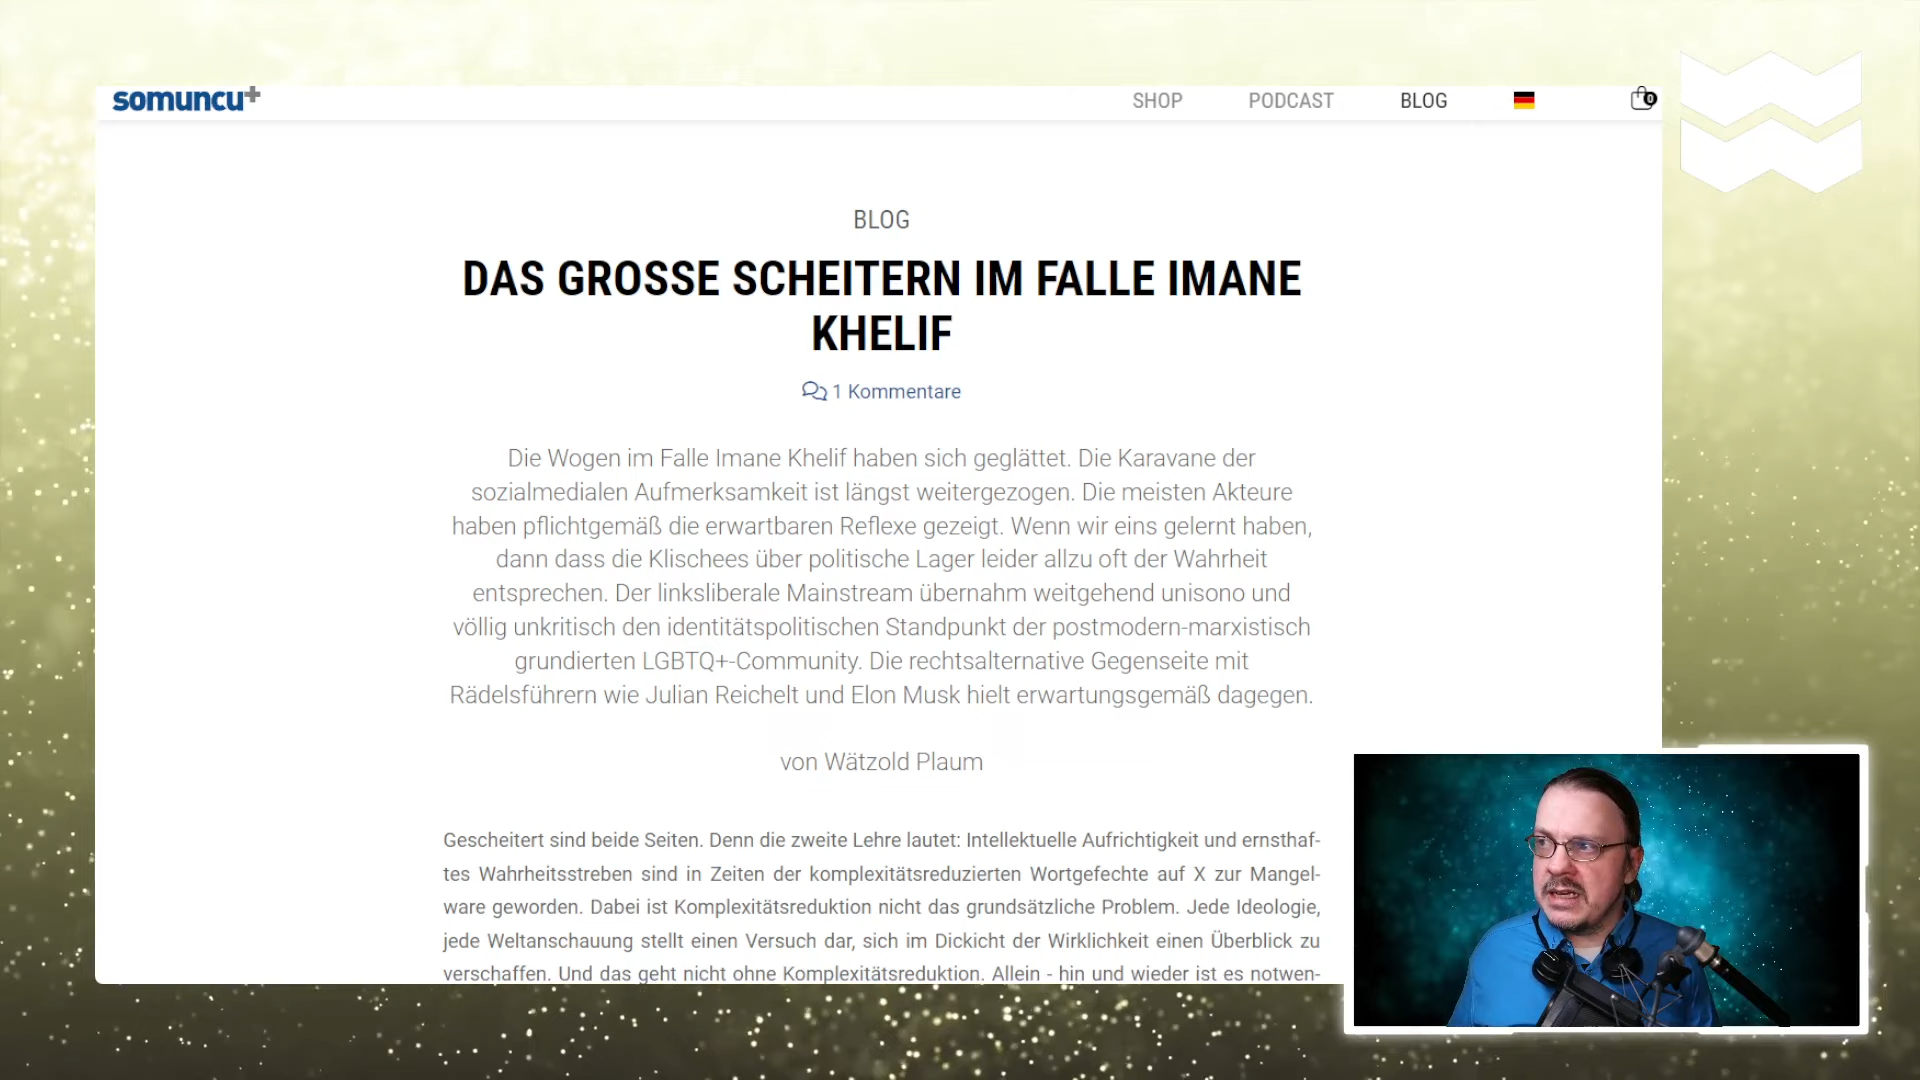 somuncu+
SHOP
PODCAST
BLOG
0
BLOG
DAS GROSSE SCHEITERN IM FALLE IMANE
KHELIF
1 Kommentare
Die Wogen im Falle Imane Khelif haben sich geglättet. Die Karavane der
sozialmedialen Aufmerksamkeit ist längst weitergezogen. Die meisten Akteure
haben pflichtgemäß die erwartbaren Reflexe gezeigt. Wenn wir eins gelernt haben,
dann dass die Klischees über politische Lager leider allzu oft der Wahrheit
entsprechen. Der linksliberale Mainstream übernahm weitgehend unisono und
völlig unkritisch den identitätspolitischen Standpunkt der postmodern-marxistisch
grundierten LGBTQ+-Community. Die rechtsalternative Gegenseite mit
Rädelsführern wie Julian Reichelt und Elon Musk hielt erwartungsgemäß dagegen.
von Wätzold Plaum
Gescheitert sind beide Seiten. Denn die zweite Lehre lautet: Intellektuelle Aufrichtigkeit und ernsthaf-
tes Wahrheitsstreben sind in Zeiten der komplexitätsreduzierten Wortgefechte auf X zur Mangel-
ware geworden. Dabei ist Komplexitätsreduktion nicht das grundsätzliche Problem. Jede Ideologie,
jede Weltanschauung stellt einen Versuch dar, sich im Dickicht der Wirklichkeit einen Überblick zu
verschaffen. Und das geht nicht ohne Komplexitätsreduktion. Allein - hin und wieder ist es notwen-